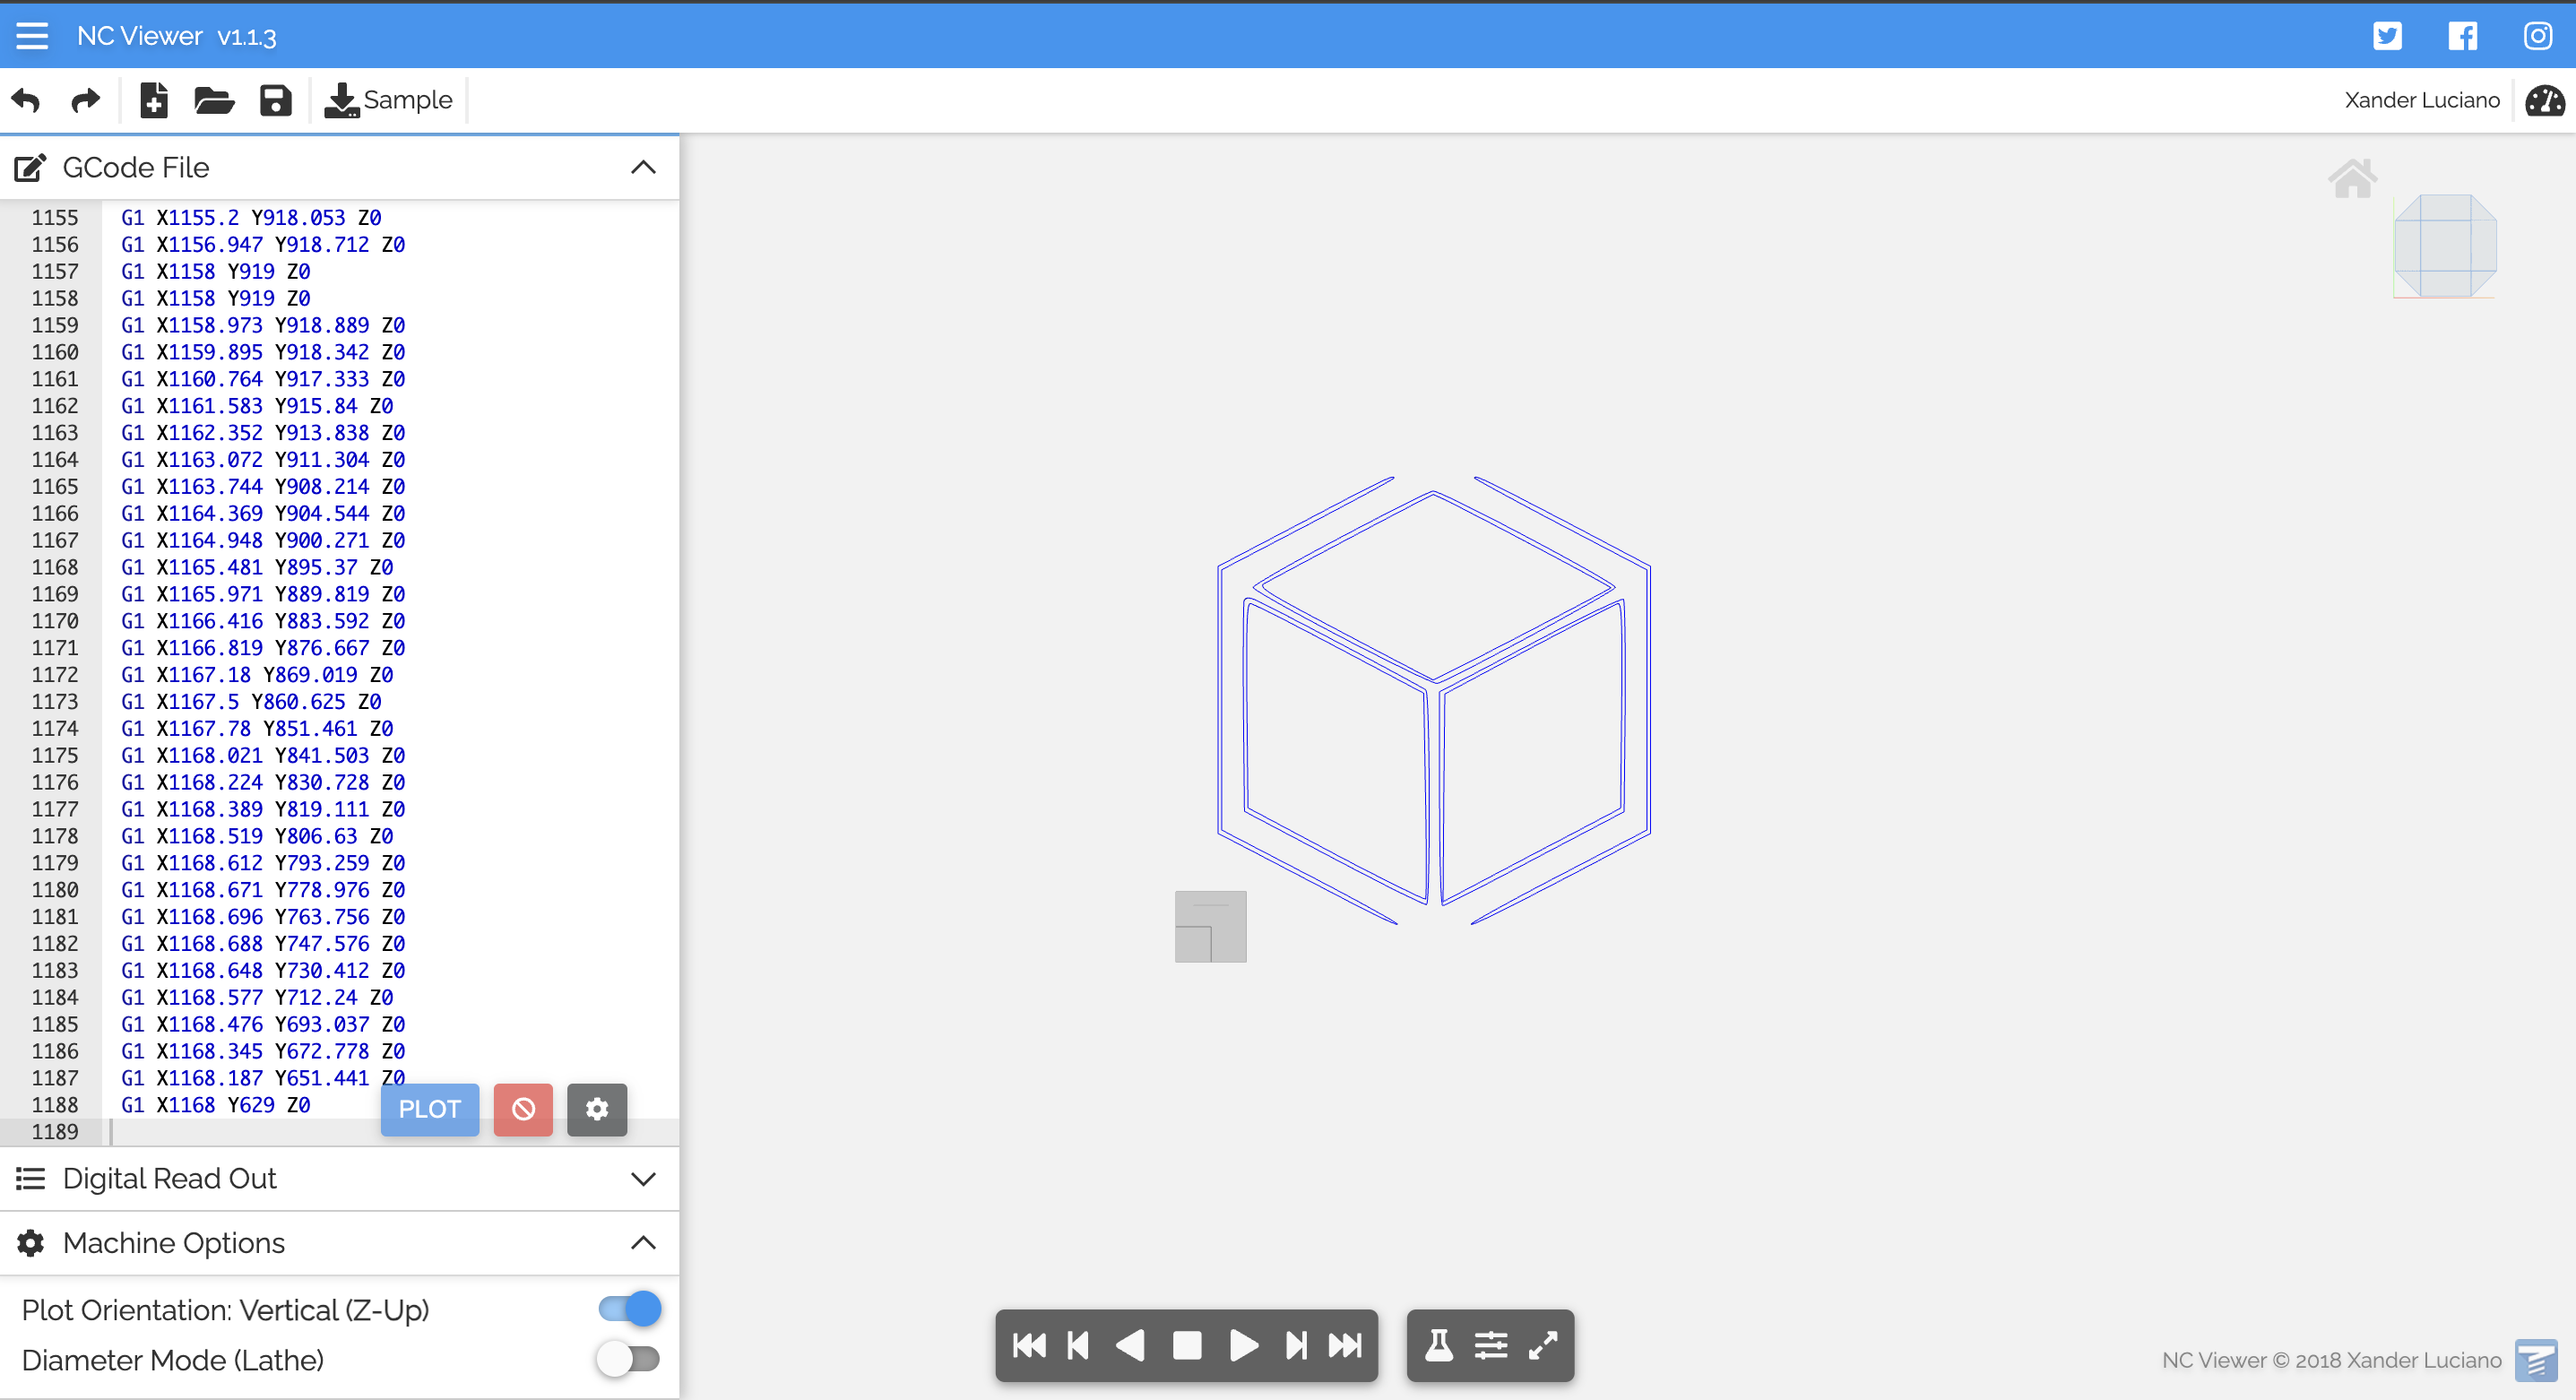 NC Viewer v1.1.3
Sample
Xander Luciano
GCode File
1155 G1 X1155.2 Y918.053 Z0
1156 G1 X1156.947 Y918.712 Z0
1157 G1 X1158 Y919 Z0
1158 G1 X1158 Y919 Z0
1159 G1 X1158.973 Y918.889 Z0
1160 G1 X1159.895 Y918.342 Z0
1161 G1 X1160.764 Y917.333 Z0
1162 G1 X1161.583 Y915.84 Z0
1163 G1 X1162.352 Y913.838 Z0
1164 G1 X1163.072 Y911.304 Z0
1165 G1 X1163.744 Y908.214 Z0
1166 G1 X1164.369 Y904.544 Z0
1167 G1 X1164.948 Y900.271 Z0
1168 G1 X1165.481 Y895.37 Z0
1169 G1 X1165.971 Y889.819 Z0
1170 G1 X1166.416 Y883.592 Z0
1171 G1 X1166.819 Y876.667 Z0
1172 G1 X1167.18 Y869.019 Z0
1173 G1 X1167.5 Y860.625 Z0
1174 G1 X1167.78 Y851.461 Z0
1175 G1 X1168.021 Y841.503 Z0
1176 G1 X1168.224 Y830.728 Z0
1177 G1 X1168.389 Y819.111 Z0
1178 G1 X1168.519 Y806.63 Z0
1179 G1 X1168.612 Y793.259 Z0
1180 G1 X1168.671 Y778.976 Z0
1181 G1 X1168.696 Y763.756 Z0
1182 G1 X1168.688 Y747.576 Z0
1183 G1 X1168.648 Y730.412 Z0
1184 G1 X1168.577 Y712.24 Z0
1185 G1 X1168.476 Y693.037 Z0
1186 G1 X1168.345 Y672.778 Z0
1187 G1 X1168.187 Y651.441 Z0
1188 G1 X1168 Y629 Z0
1189
PLOT
Digital Read Out
Machine Options
Plot Orientation: Vertical (Z-Up)
Diameter Mode (Lathe)
NC Viewer © 2018 Xander Luciano